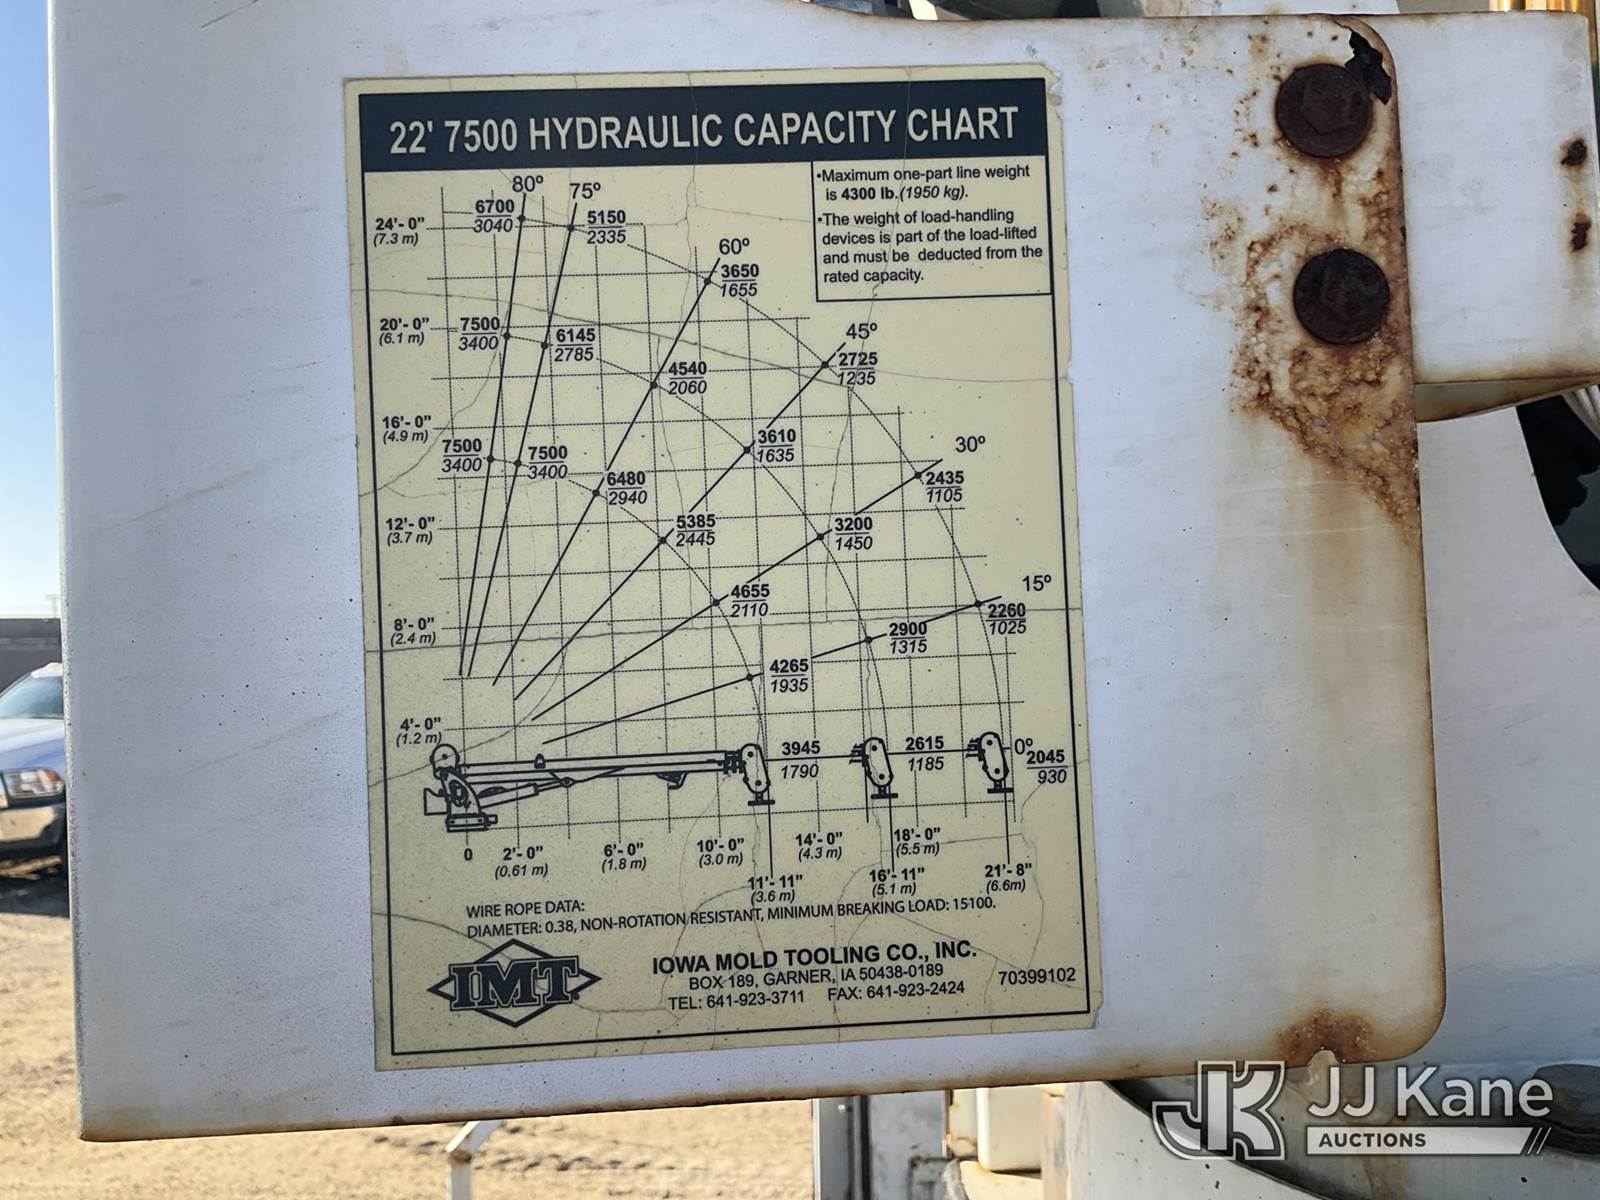 22' 7500 HYDRAULIC CAPACITY CHART
•Maximum one-part line weight
is 4300 lb.(1950 kg).
•The weight of load-handling
devices is part of the load-lifted
and must be deducted from the
rated capacity.
80º
75º
60º
45º
30º
15º
0º
24'- 0"
(7.3 m)
6700
3040
5150
2335
3650
1655
20'- 0"
(6.1 m)
7500
3400
6145
2785
4540
2060
2725
1235
16'- 0"
(4.9 m)
7500
3400
7500
3400
6480
2940
3610
1635
2435
1105
12'- 0"
(3.7 m)
5385
2445
3200
1450
4655
2110
8'- 0"
(2.4 m)
2260
1025
2900
1315
4265
1935
4'- 0"
(1.2 m)
3945
1790
2615
1185
2045
930
0
2'- 0"
(0.61 m)
6'- 0"
(1.8 m)
10'- 0"
(3.0 m)
14'- 0"
(4.3 m)
18'- 0"
(5.5 m)
11'- 11"
(3.6 m)
16'- 11"
(5.1 m)
21'- 8"
(6.6m)
WIRE ROPE DATA:
DIAMETER: 0.38, NON-ROTATION RESISTANT, MINIMUM BREAKING LOAD: 15100.
IMT
IOWA MOLD TOOLING CO., INC.
BOX 189, GARNER, IA 50438-0189
TEL: 641-923-3711 FAX: 641-923-2424
70399102
JK JJ Kane
AUCTIONS